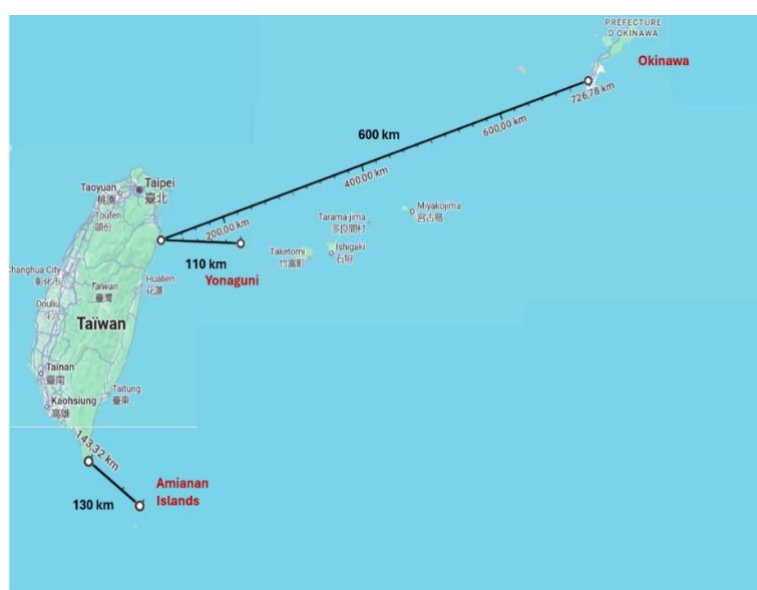 PRÉFECTURE
D'OKINAWA
Okinawa
726,78 km
600 km
600,00 km
400,00 km
200,00 km
Taipei
臺北
Taoyuan
桃園
Toufen
頭份
Miyakojima
宮古島
Tarama-jima
多良間村
Ishigaki
石垣
Taketomi
竹富町
110 km
Yonaguni
Changhua City
彰化市
Hualien
花蓮
Taiwan
臺灣
Douliu
斗六
Taïwan
Tainan
臺南
Taitung
臺東
Kaohsiung
高雄
143,32 km
130 km
Amianan
Islands